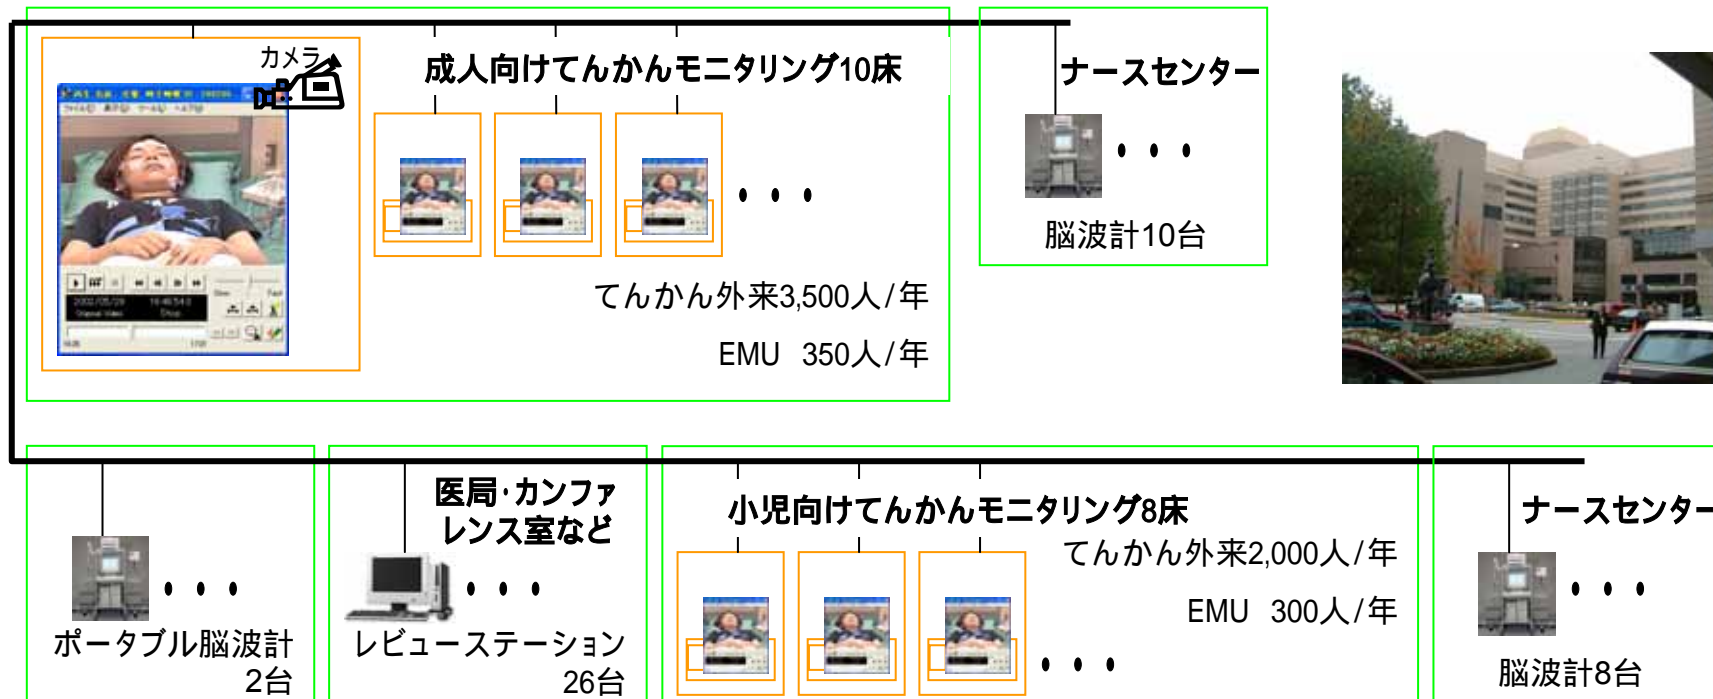 カメラ
成人向けてんかんモニタリング10床
てんかん外来3,500人/年
EMU 350人/年
ナースセンター
脳波計10台
2002/05/29
Stop
ポータブル脳波計
2台
医局・カンファ
レンス室など
レビューステーション
26台
小児向けてんかんモニタリング8床
てんかん外来2,000人/年
EMU 300人/年
ナースセンター
脳波計8台